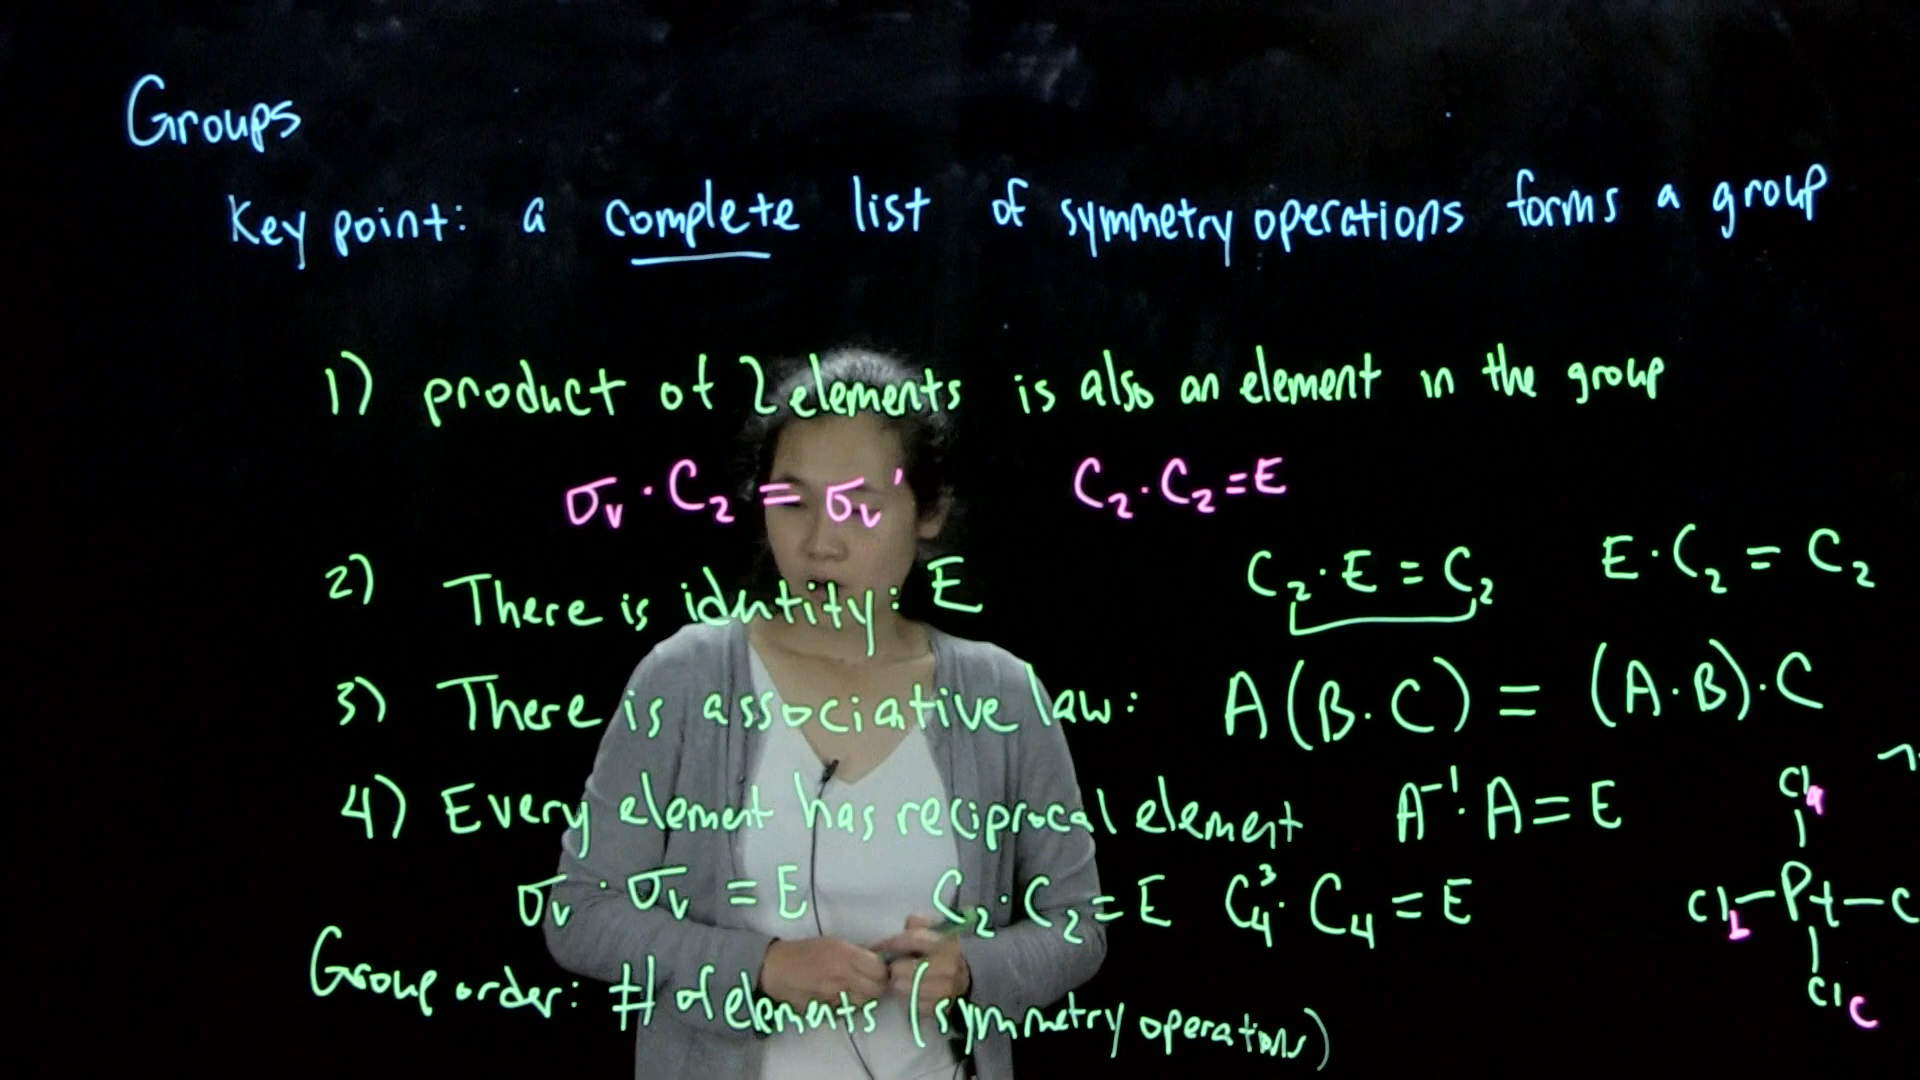 Groups
Key point: a complete list of symmetry operations forms a group
1) product of 2 elements is also an element in the group
σv · C2 = σv' C2 · C2 = E
2) There is identity: E C2 · E = C2 E · C2 = C2
3) There is associative law: A(B · C) = (A · B) · C
4) Every element has reciprocal element A⁻¹ · A = E
σv · σv = E C2 · C2 = E C4³ · C4 = E
Group order: # of elements (symmetry operations)
Cla
Pt
Clc